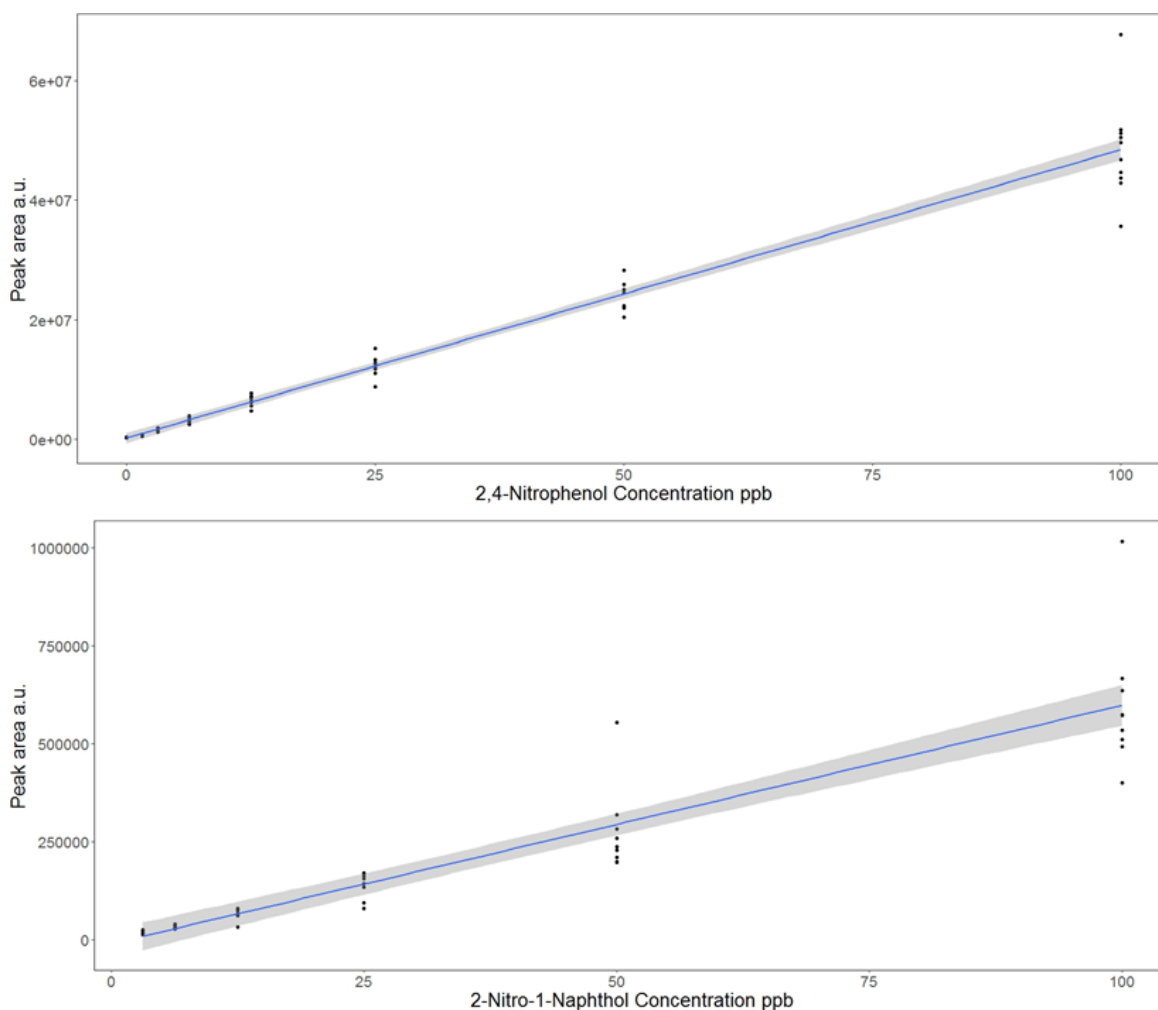 Peak area a.u.
6e+07
4e+07
2e+07
0e+00
0 25 50 75 100
2,4-Nitrophenol Concentration ppb
Peak area a.u.
1000000
750000
500000
250000
0
0 25 50 75 100
2-Nitro-1-Naphthol Concentration ppb